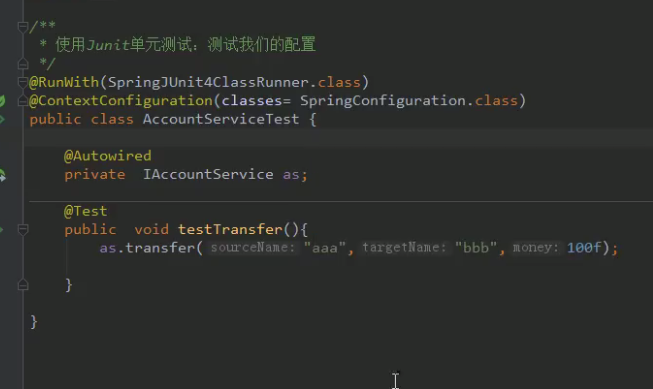 /**
 * 使用Junit单元测试：测试我们的配置
 */
@RunWith(SpringJUnit4ClassRunner.class)
@ContextConfiguration(classes= SpringConfiguration.class)
public class AccountServiceTest {
@Autowired
private  IAccountService as;
@Test
public  void testTransfer(){
as.transfer( sourceName: "aaa", targetName: "bbb", money: 100f);
}
}